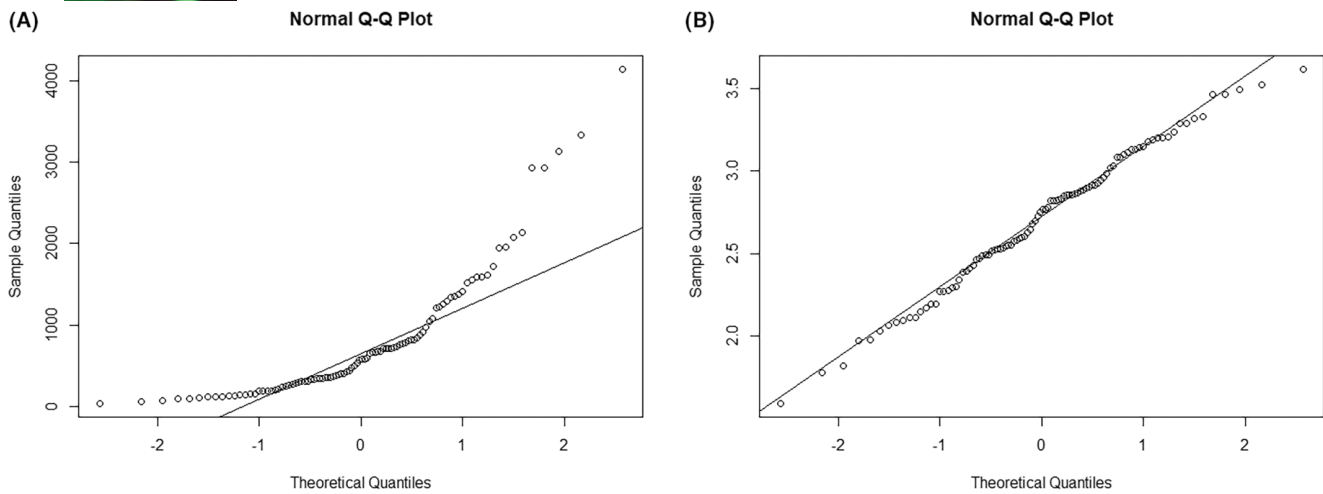 (A)
Normal Q-Q Plot
Sample Quantiles
4000
3000
2000
1000
0
-2 -1 0 1 2
Theoretical Quantiles
(B)
Normal Q-Q Plot
Sample Quantiles
3.5
3.0
2.5
2.0
-2 -1 0 1 2
Theoretical Quantiles